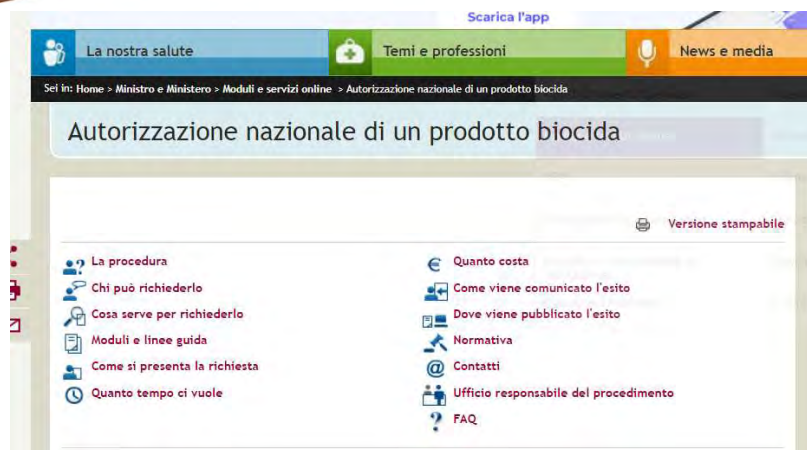 Scarica l'app
La nostra salute
Temi e professioni
News e media
Sei in: Home > Ministro e Ministero > Moduli e servizi online > Autorizzazione nazionale di un prodotto biocida
Autorizzazione nazionale di un prodotto biocida
Versione stampabile
La procedura
Chi può richiederlo
Cosa serve per richiederlo
Moduli e linee guida
Come si presenta la richiesta
Quanto tempo ci vuole
Quanto costa
Come viene comunicato l'esito
Dove viene pubblicato l'esito
Normativa
Contatti
Ufficio responsabile del procedimento
FAQ